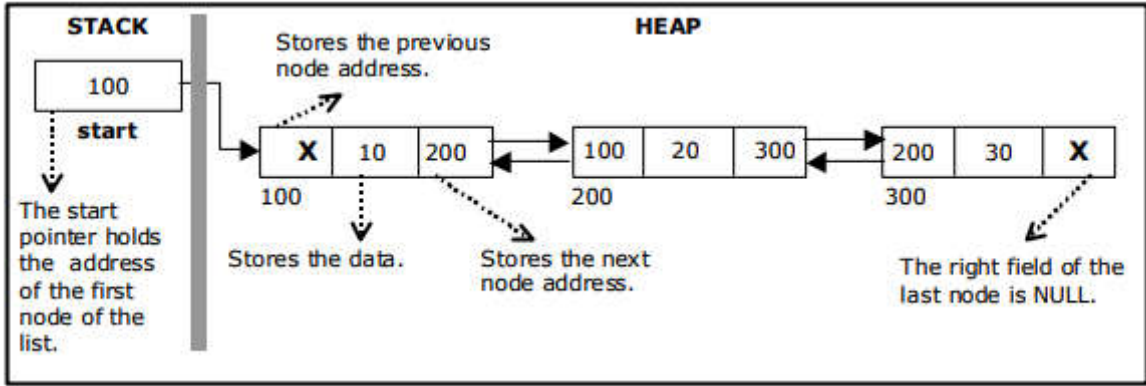 STACK
HEAP
100
start
Stores the previous
node address.
X 10 200
100 20 300
200 30 X
100
200
300
The start
pointer holds
the address
of the first
node of the
list.
Stores the data.
Stores the next
node address.
The right field of the
last node is NULL.